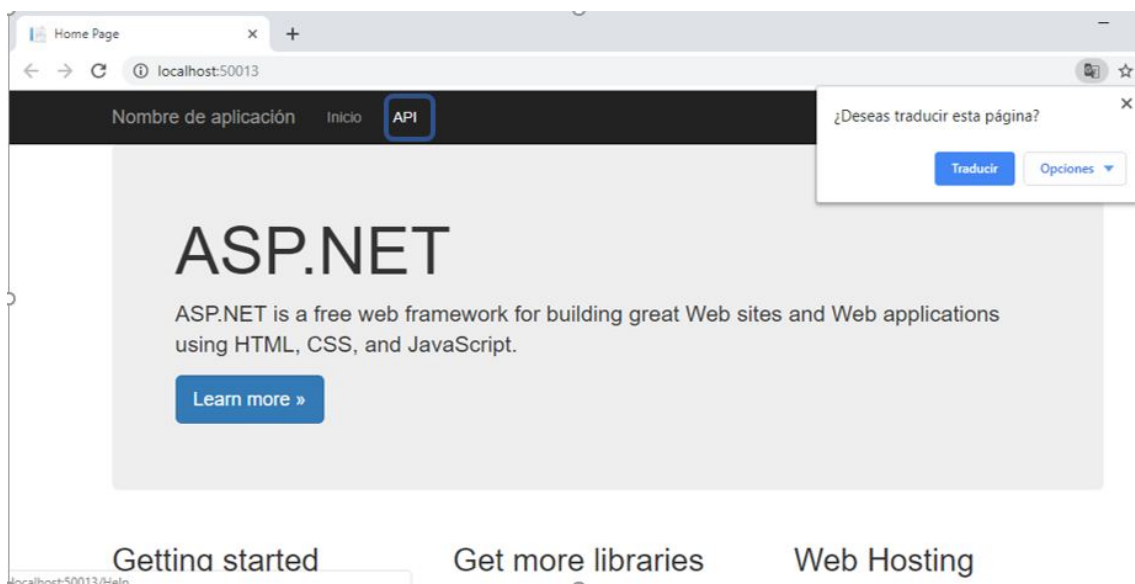 Home Page
localhost:50013
Nombre de aplicación Inicio API
¿Deseas traducir esta página?
Traducir Opciones
ASP.NET
ASP.NET is a free web framework for building great Web sites and Web applications
using HTML, CSS, and JavaScript.
Learn more »
Getting started Get more libraries Web Hosting
localhost:50013/Help